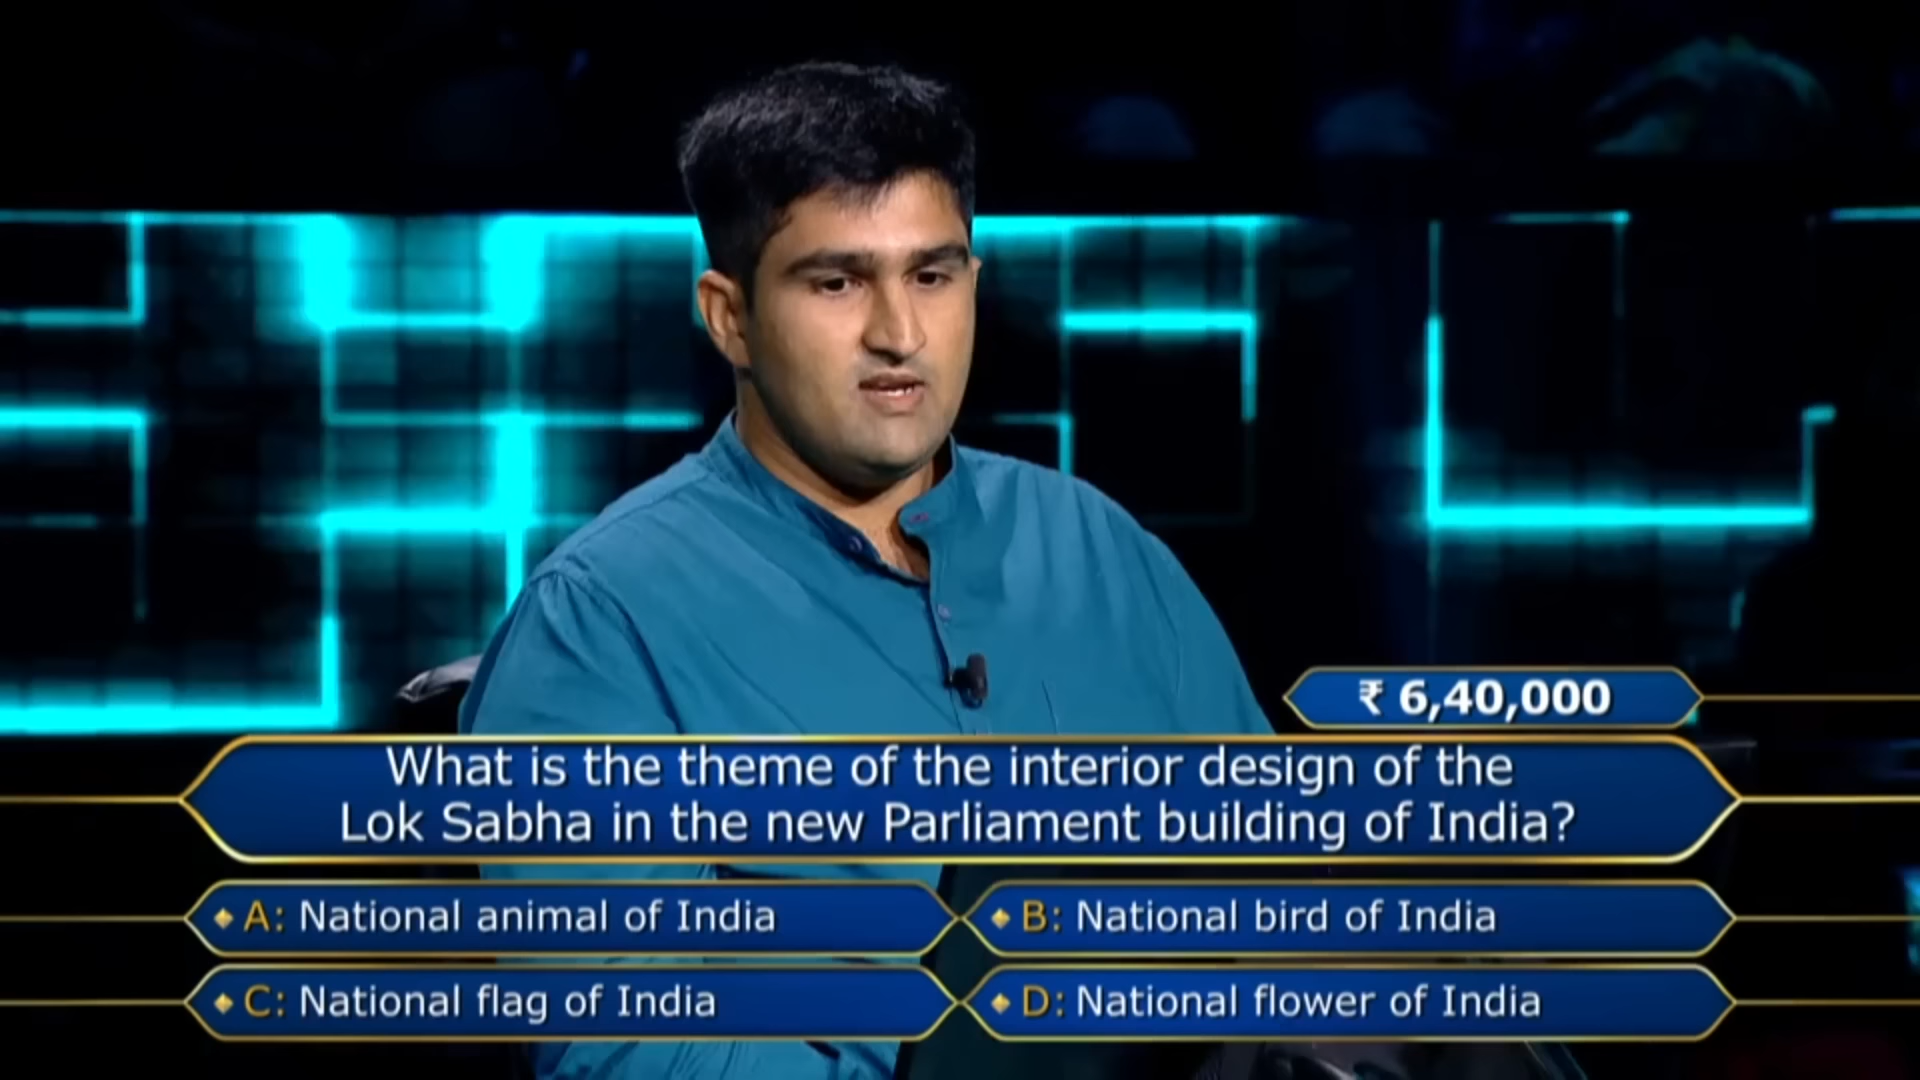 ₹ 6,40,000
What is the theme of the interior design of the
Lok Sabha in the new Parliament building of India?
A: National animal of India
B: National bird of India
C: National flag of India
D: National flower of India